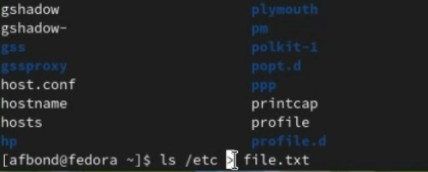 gshadow plymouth
gshadow- pm
gss polkit-1
gssproxy popt.d
host.conf ppp
hostname printcap
hosts profile
hp profile.d
[afbond@fedora ~]$ ls /etc > file.txt